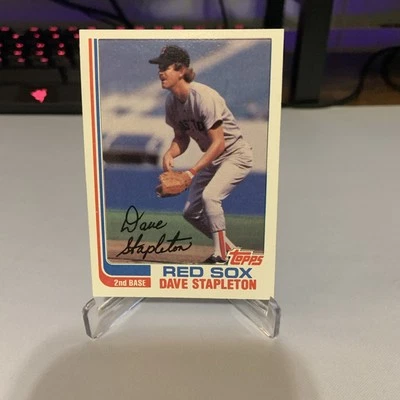 Dave
Stapleton
Topps
RED SOX
2nd BASE
DAVE STAPLETON